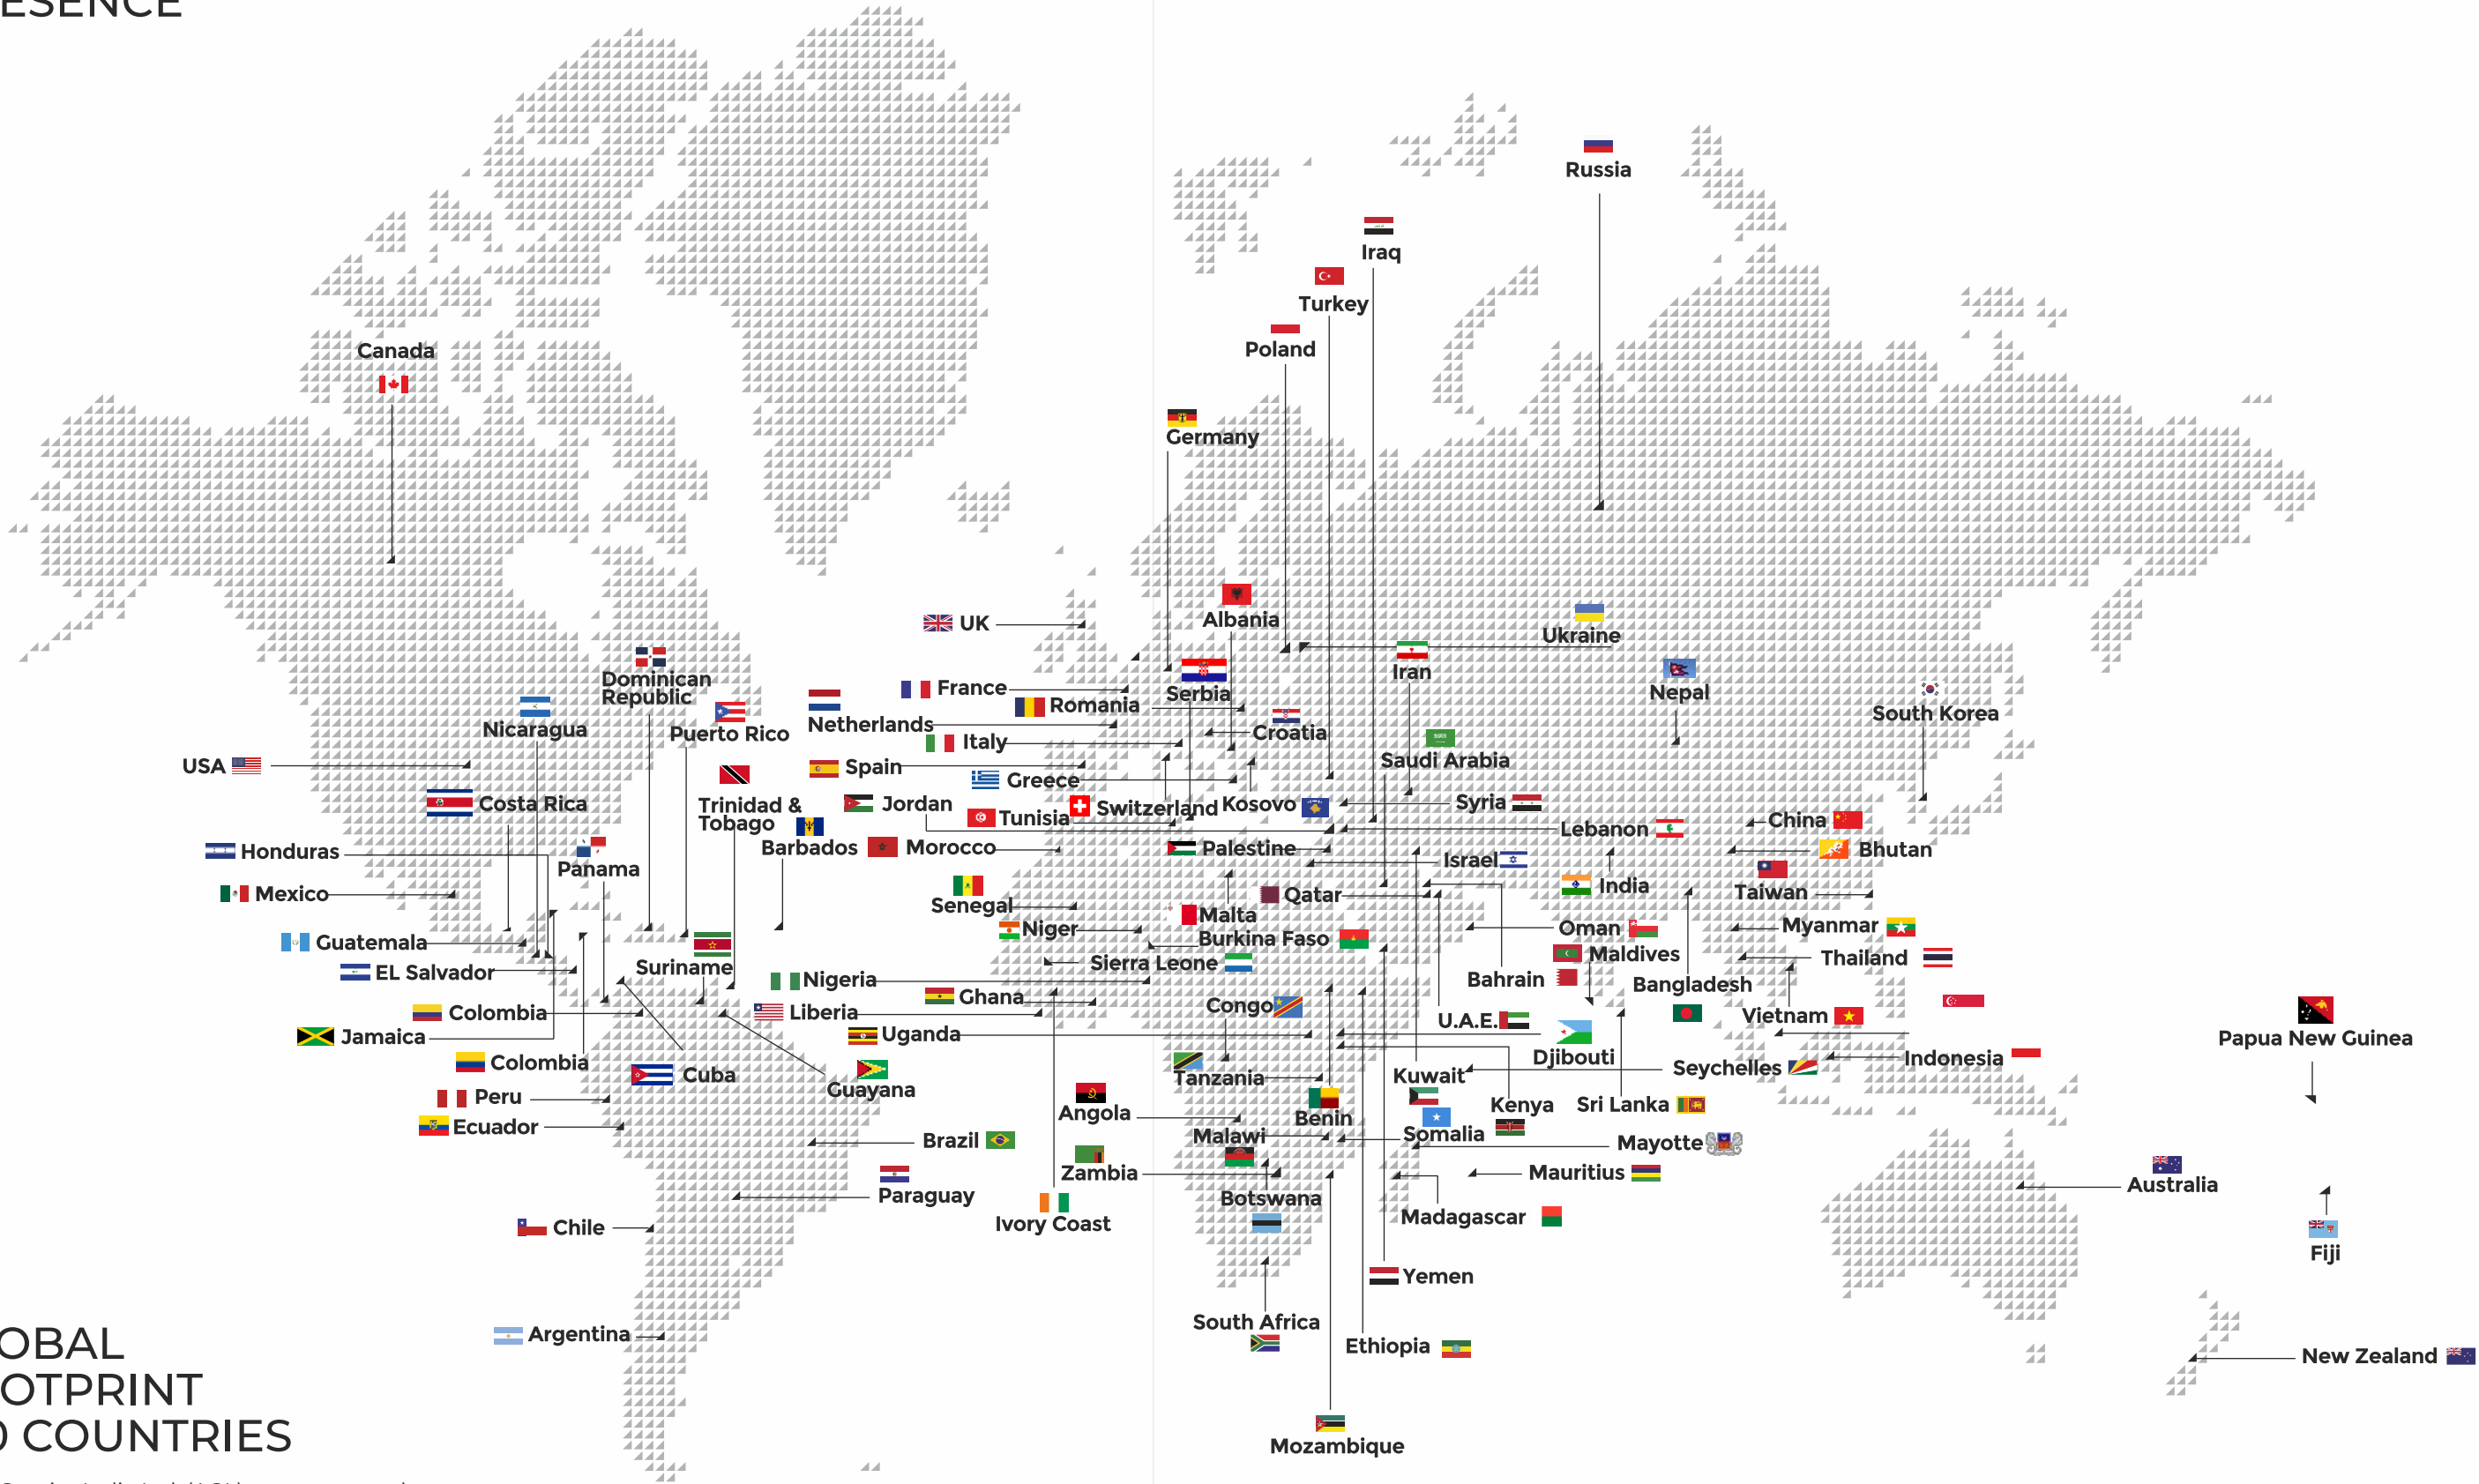 ESENCE
Russia
Iraq
Turkey
Poland
Canada
Germany
Albania
UK
Ukraine
Iran
Dominican
Republic
Serbia
Nepal
France
Romania
South Korea
Nicaragua
Netherlands
Puerto Rico
Croatia
Italy
Saudi Arabia
USA
Spain
Greece
Costa Rica
Trinidad &
Tobago
Jordan
Tunisia
Switzerland
Kosovo
Syria
China
Lebanon
Honduras
Barbados
Morocco
Palestine
Israel
Bhutan
Panama
India
Taiwan
Mexico
Senegal
Qatar
Malta
Niger
Oman
Myanmar
Guatemala
Burkina Faso
Maldives
Thailand
EL Salvador
Suriname
Sierra Leone
Nigeria
Bahrain
Bangladesh
Ghana
Congo
Colombia
Liberia
U.A.E.
Vietnam
Jamaica
Uganda
Papua New Guinea
Djibouti
Indonesia
Colombia
Cuba
Tanzania
Kuwait
Seychelles
Guayana
Peru
Angola
Benin
Kenya
Sri Lanka
Ecuador
Malawi
Somalia
Mayotte
Brazil
Zambia
Mauritius
Paraguay
Botswana
Australia
Chile
Ivory Coast
Madagascar
Fiji
Yemen
South Africa
Argentina
Ethiopia
New Zealand
OBAL
OTPRINT
COUNTRIES
Mozambique